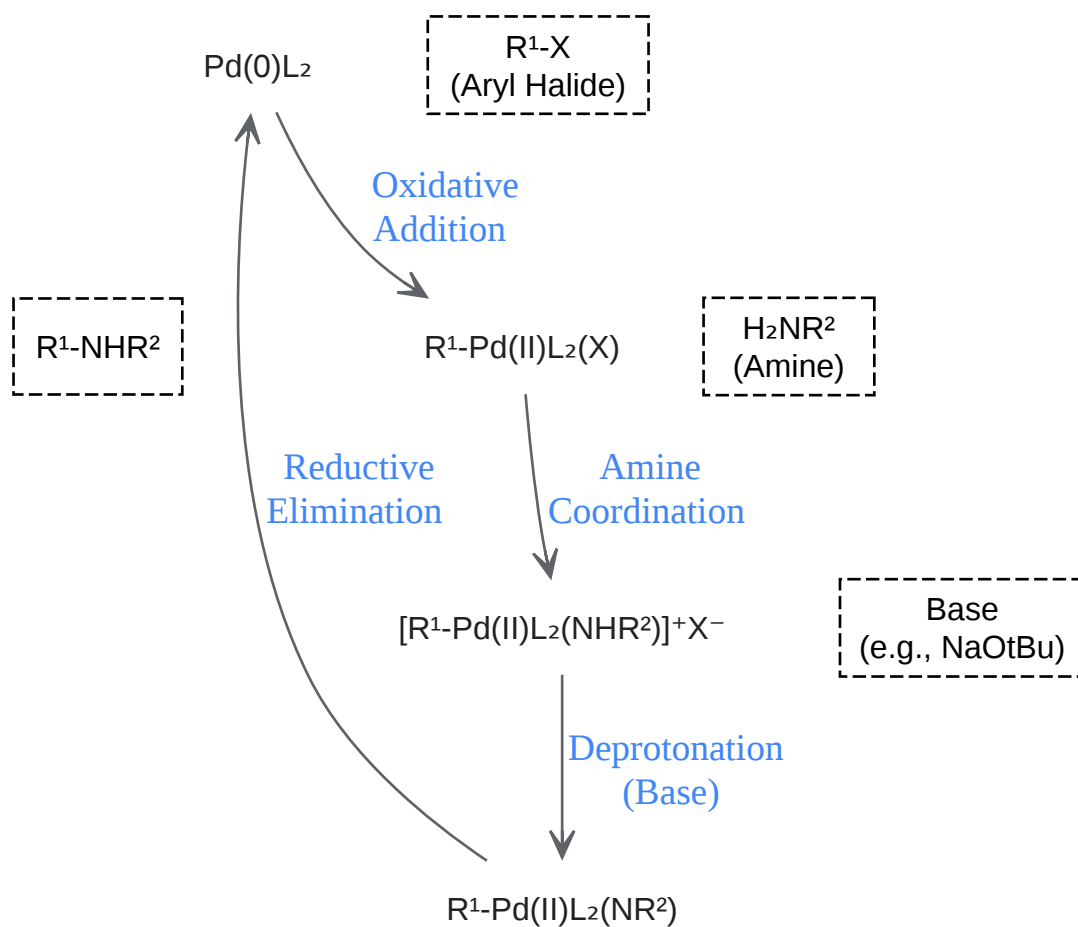 Pd(0)L₂
R¹-X
(Aryl Halide)
Oxidative
Addition
R¹-NHR²
R¹-Pd(II)L₂(X)
H₂NR²
(Amine)
Reductive
Elimination
Amine
Coordination
[R¹-Pd(II)L₂(NHR²)]⁺X⁻
Base
(e.g., NaOtBu)
Deprotonation
(Base)
R¹-Pd(II)L₂(NR²)